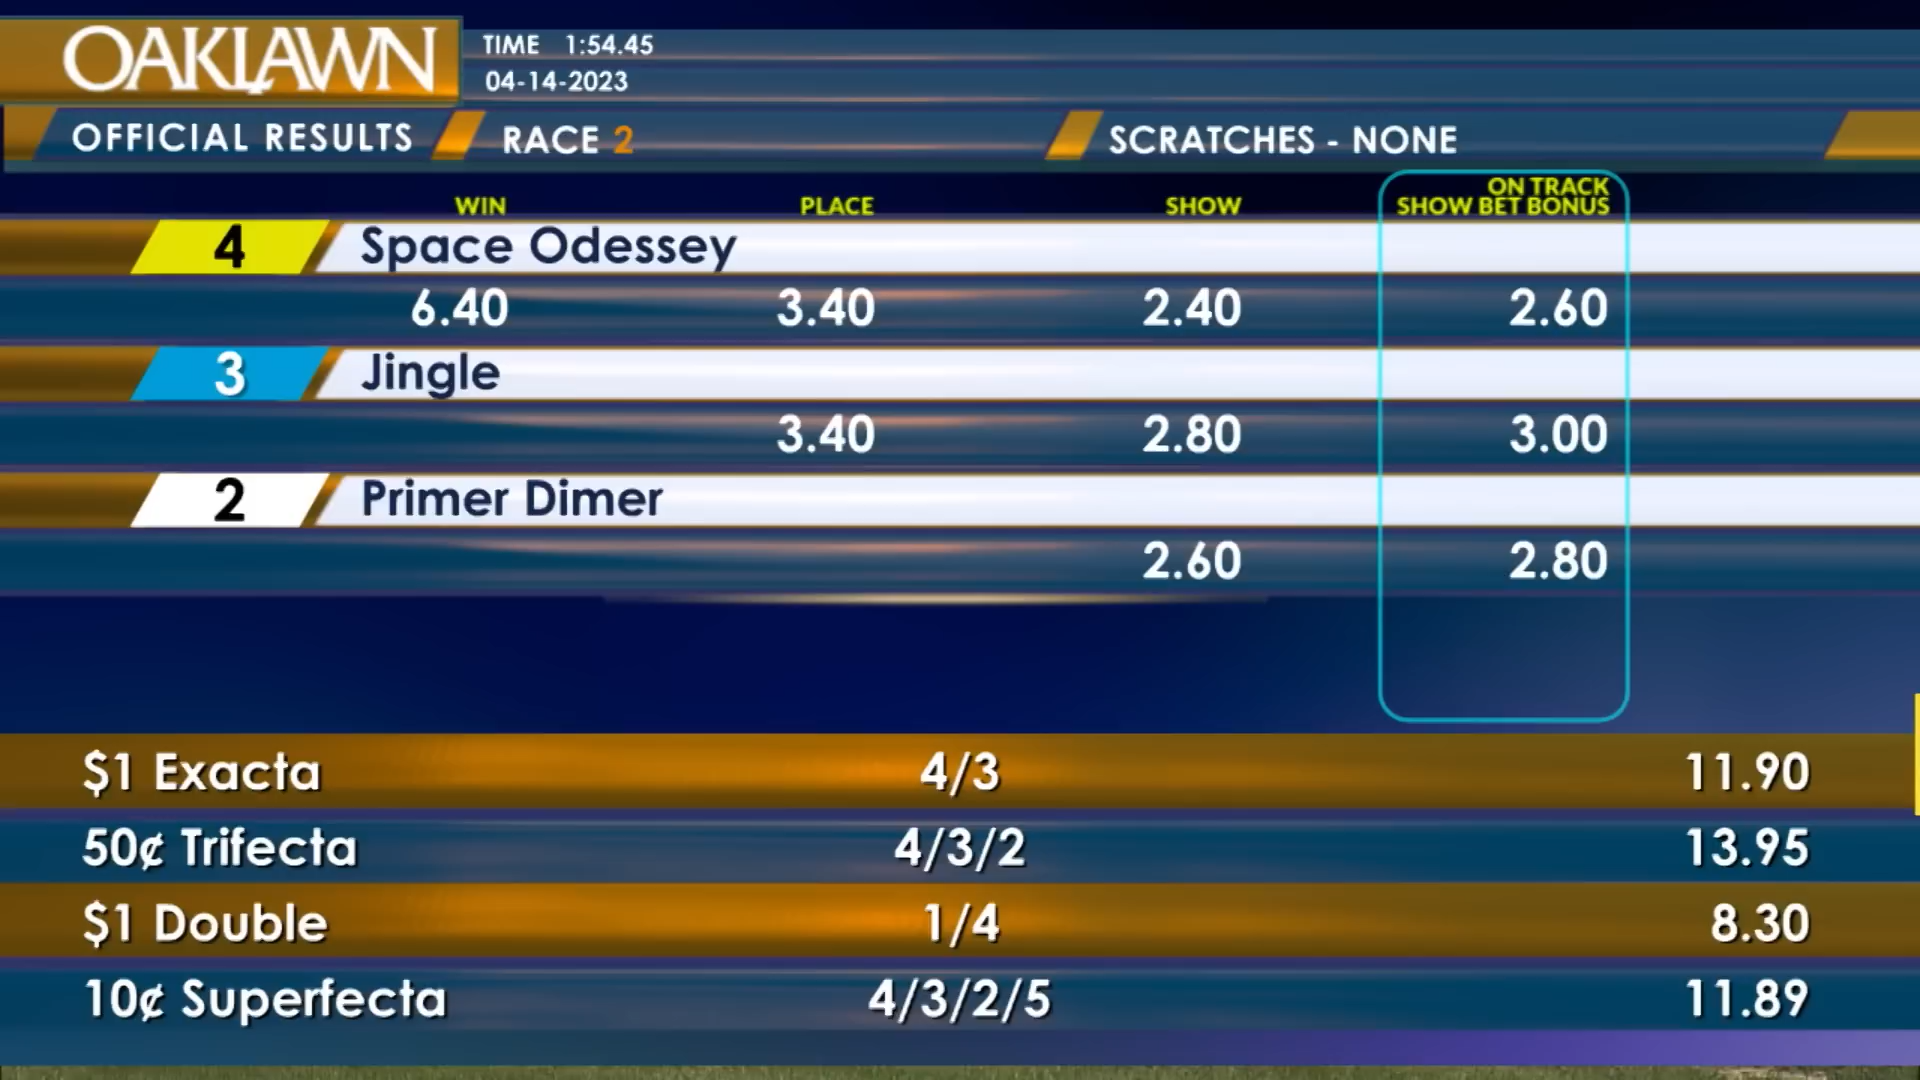 OAKLAWN
TIME 1:54.45
04-14-2023
OFFICIAL RESULTS RACE 2 SCRATCHES - NONE
WIN PLACE SHOW ON TRACK SHOW BET BONUS
4 Space Odessey
6.40 3.40 2.40 2.60
3 Jingle
3.40 2.80 3.00
2 Primer Dimer
2.60 2.80
$1 Exacta 4/3 11.90
50¢ Trifecta 4/3/2 13.95
$1 Double 1/4 8.30
10¢ Superfecta 4/3/2/5 11.89